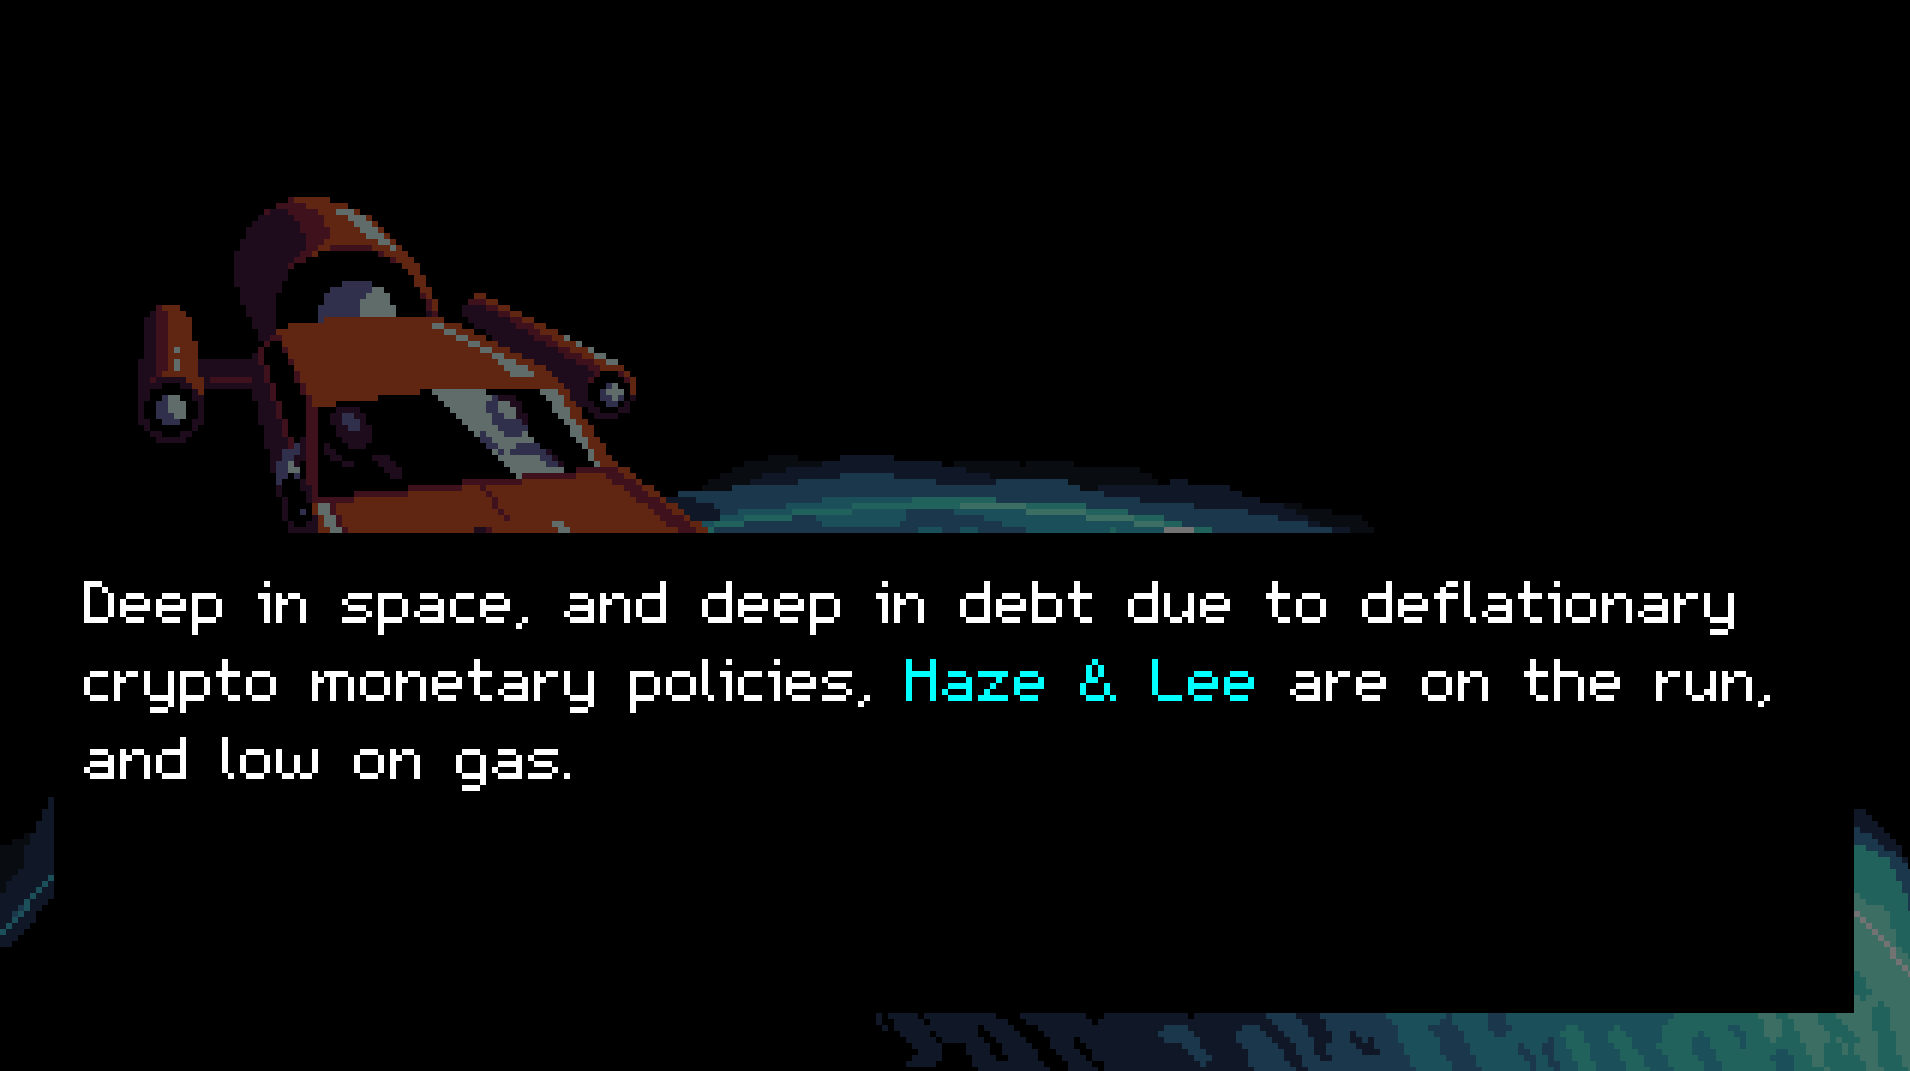 Deep in space, and deep in debt due to deflationary
crypto monetary policies, Haze & Lee are on the run,
and low on gas.